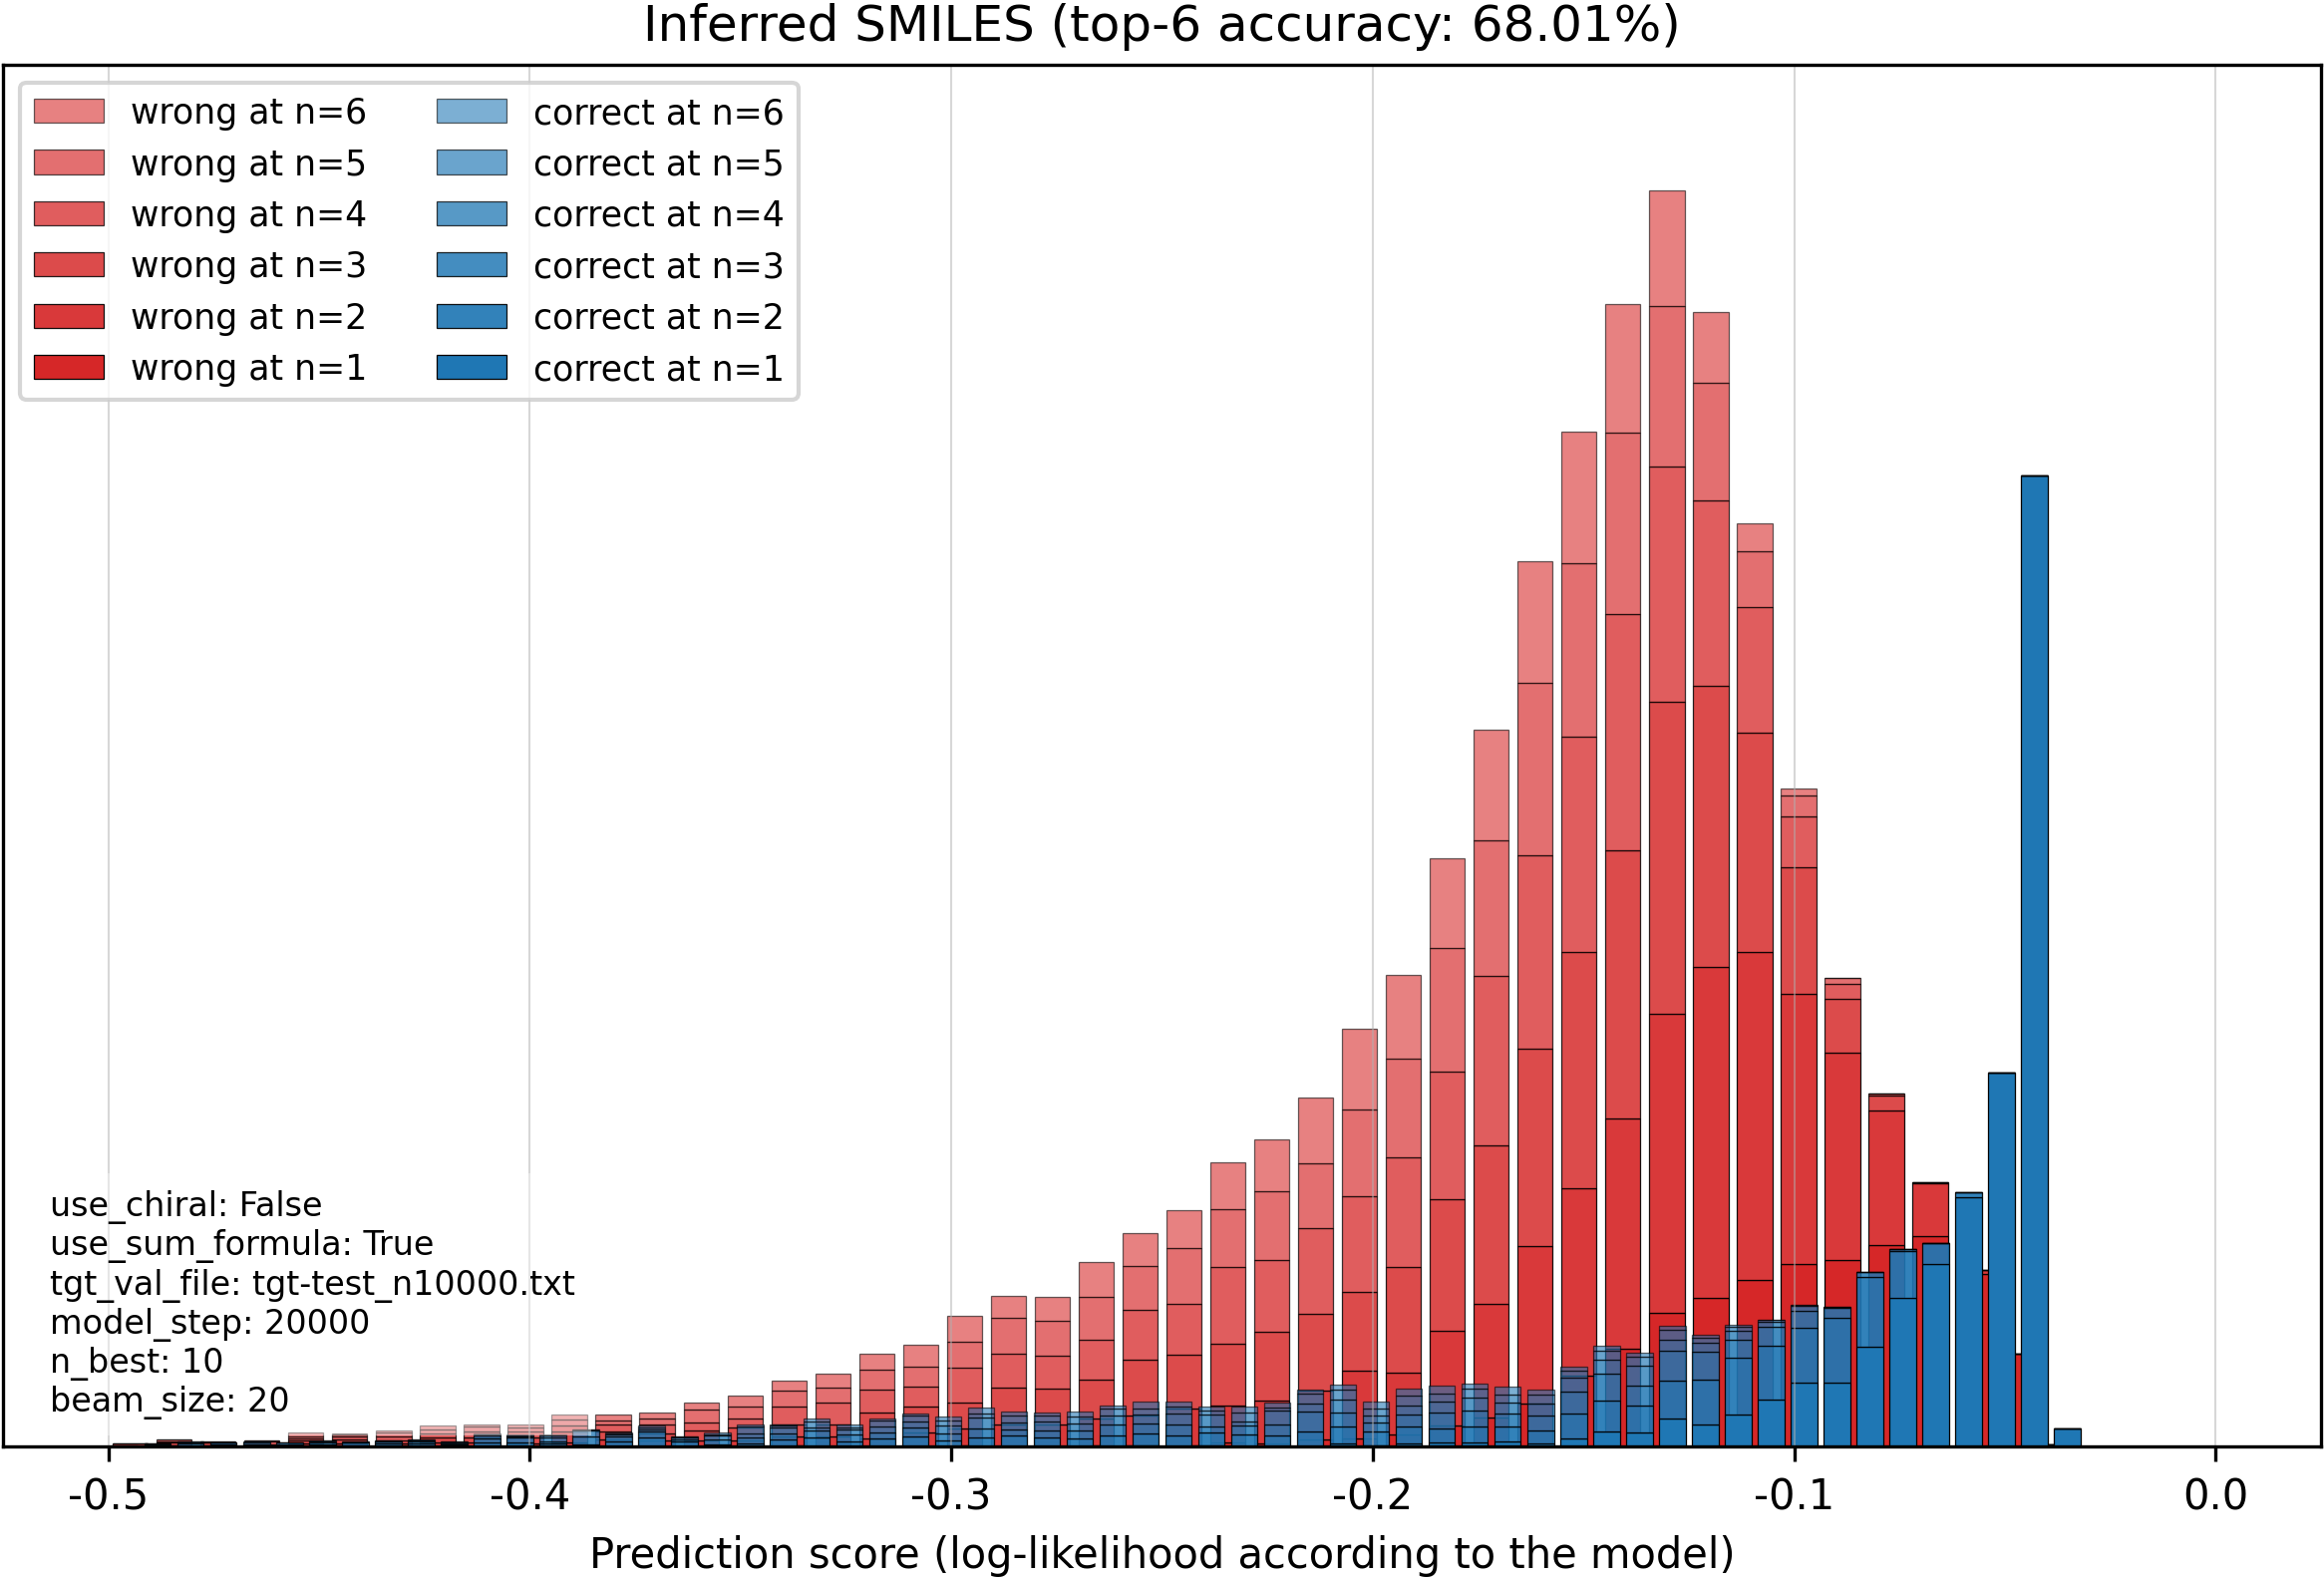 Inferred SMILES (top-6 accuracy: 68.01%)
wrong at n=6
wrong at n=5
wrong at n=4
wrong at n=3
wrong at n=2
wrong at n=1
correct at n=6
correct at n=5
correct at n=4
correct at n=3
correct at n=2
correct at n=1
use_chiral: False
use_sum_formula: True
tgt_val_file: tgt-test_n10000.txt
model_step: 20000
n_best: 10
beam_size: 20
-0.5 -0.4 -0.3 -0.2 -0.1 0.0
Prediction score (log-likelihood according to the model)